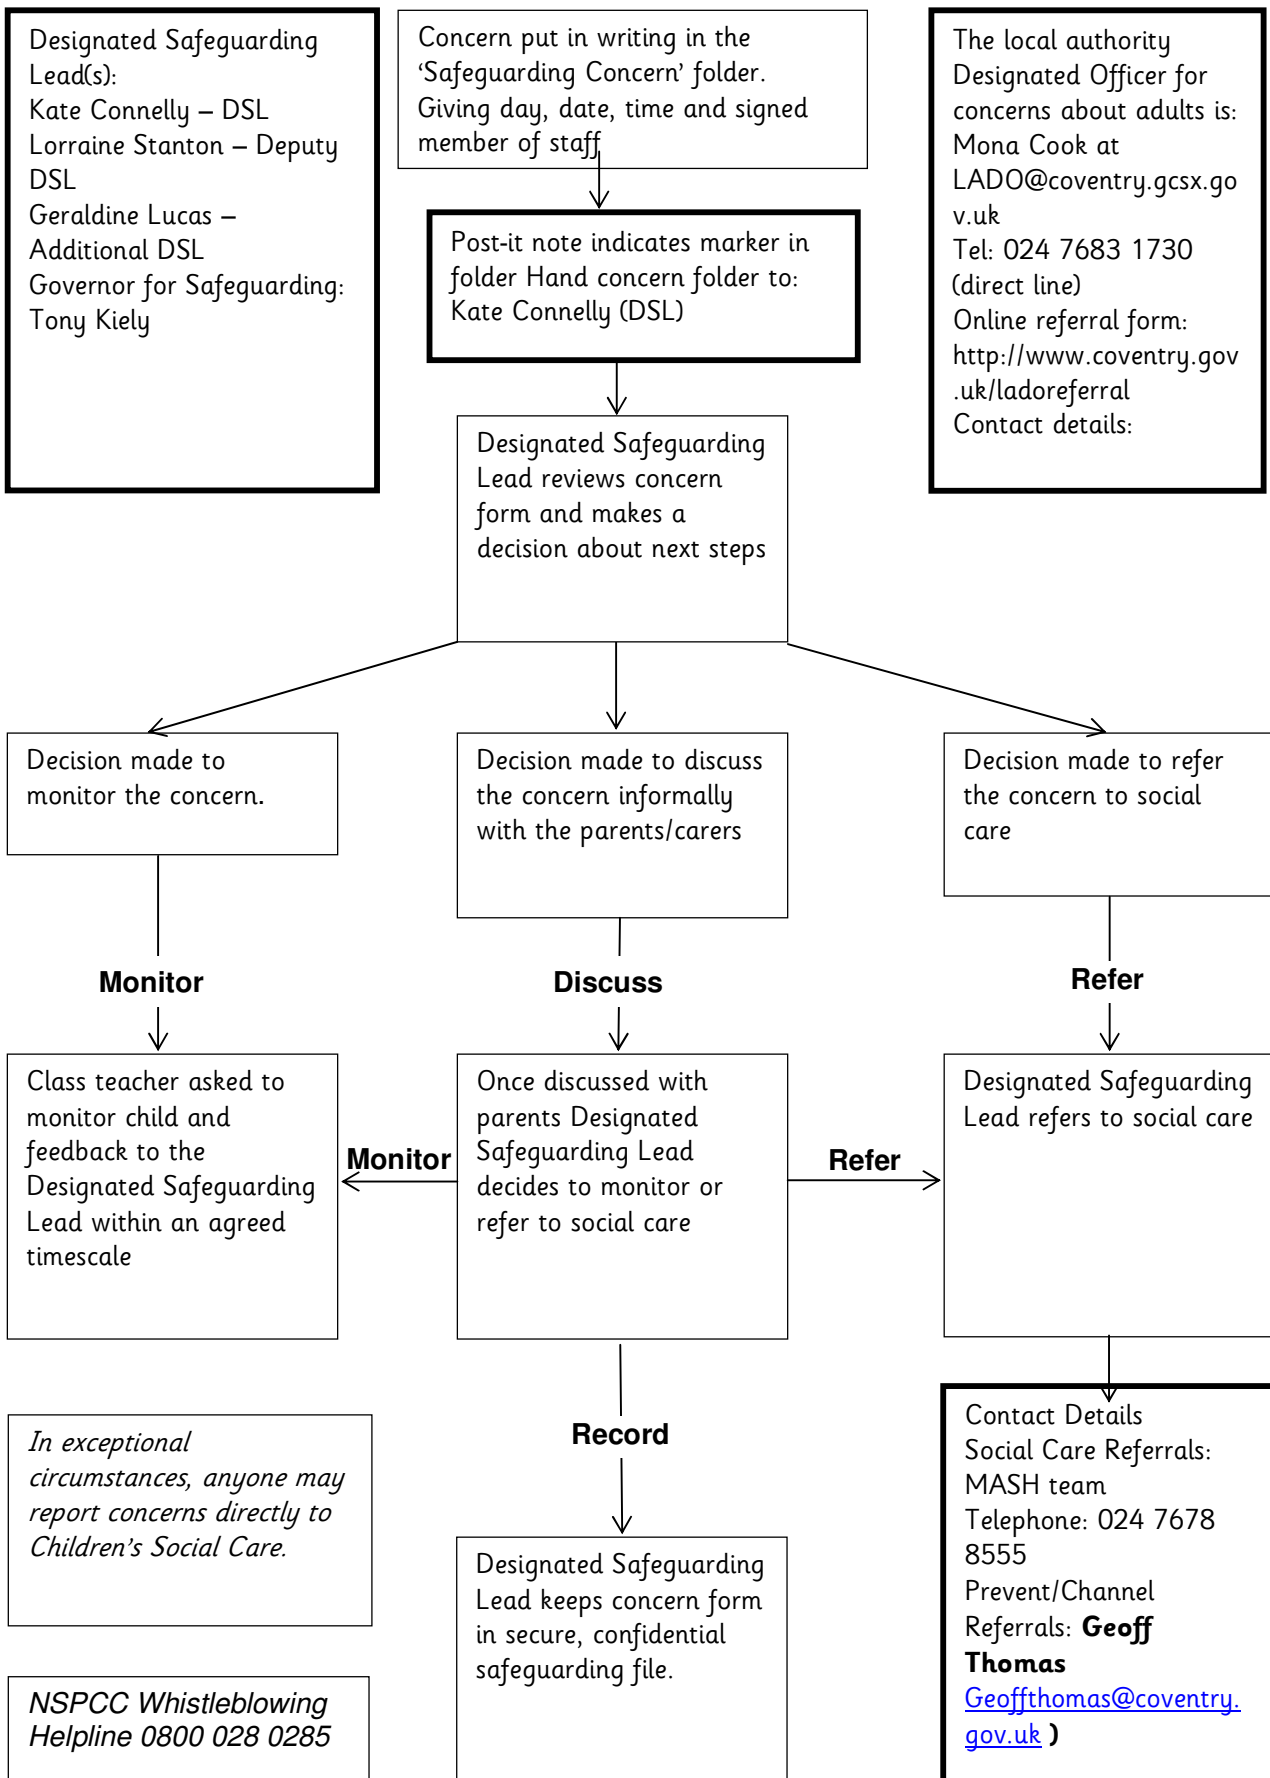 Designated Safeguarding
Lead(s):
Kate Connelly – DSL
Lorraine Stanton – Deputy
DSL
Geraldine Lucas –
Additional DSL
Governor for Safeguarding:
Tony Kiely
Concern put in writing in the
‘Safeguarding Concern’ folder.
Giving day, date, time and signed
member of staff
The local authority
Designated Officer for
concerns about adults is:
Mona Cook at
LADO@coventry.gcsx.go
v.uk
Tel: 024 7683 1730
(direct line)
Online referral form:
http://www.coventry.gov
.uk/ladoreferral
Contact details:
Post-it note indicates marker in
folder Hand concern folder to:
Kate Connelly (DSL)
Designated Safeguarding
Lead reviews concern
form and makes a
decision about next steps
Decision made to
monitor the concern.
Decision made to discuss
the concern informally
with the parents/carers
Decision made to refer
the concern to social
care
Monitor
Discuss
Refer
Class teacher asked to
monitor child and
feedback to the
Designated Safeguarding
Lead within an agreed
timescale
Monitor
Once discussed with
parents Designated
Safeguarding Lead
decides to monitor or
refer to social care
Refer
Designated Safeguarding
Lead refers to social care
In exceptional
circumstances, anyone may
report concerns directly to
Children’s Social Care.
Record
Contact Details
Social Care Referrals:
MASH team
Telephone: 024 7678
8555
Prevent/Channel
Referrals: Geoff
Thomas
Geoffthomas@coventry.
gov.uk )
Designated Safeguarding
Lead keeps concern form
in secure, confidential
safeguarding file.
NSPCC Whistleblowing
Helpline 0800 028 0285